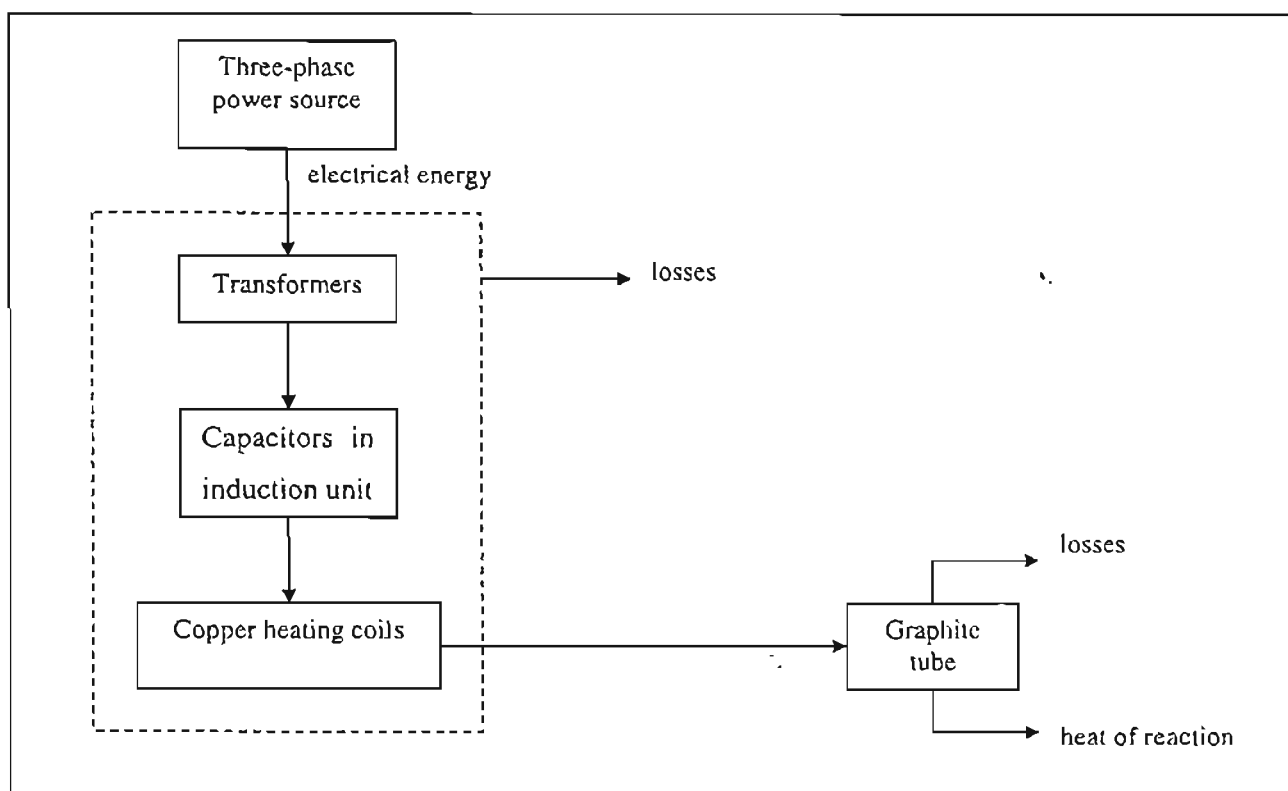 Three-phase
power source
electrical energy
Transformers
losses
Capacitors in
induction unit
losses
Copper heating coils
Graphite
tube
heat of reaction